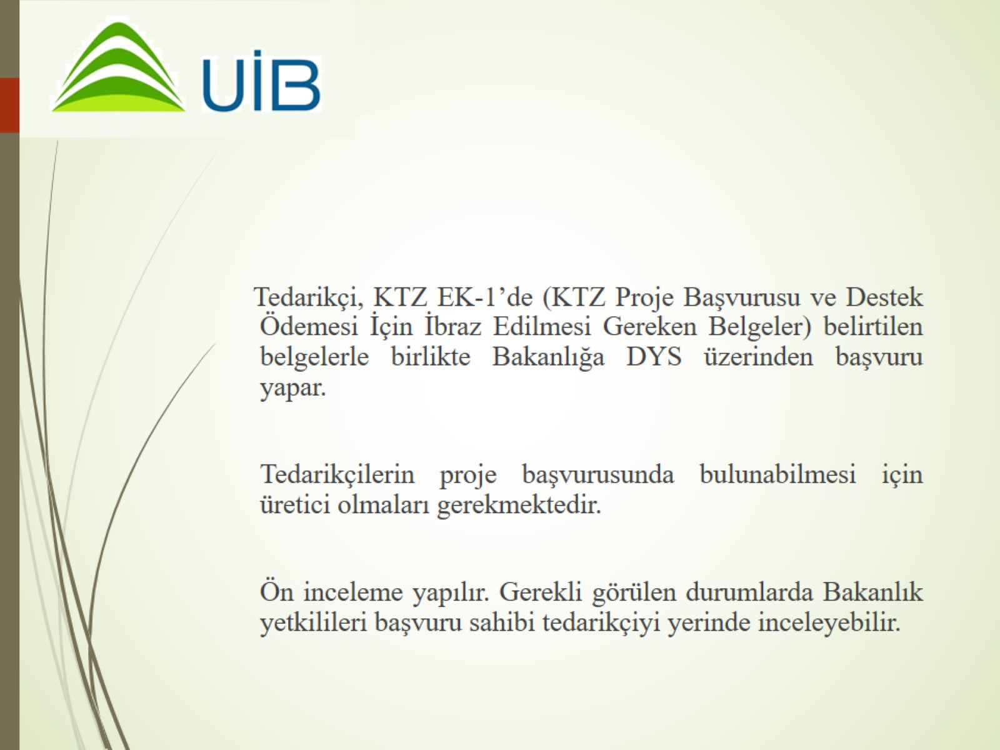 UİB
Tedarikçi, KTZ EK-1’de (KTZ Proje Başvurusu ve Destek
Ödemesi İçin İbraz Edilmesi Gereken Belgeler) belirtilen
belgelerle birlikte Bakanlığa DYS üzerinden başvuru
yapar.
Tedarikçilerin proje başvurusunda bulunabilmesi için
üretici olmaları gerekmektedir.
Ön inceleme yapılır. Gerekli görülen durumlarda Bakanlık
yetkilileri başvuru sahibi tedarikçiyi yerinde inceleyebilir.